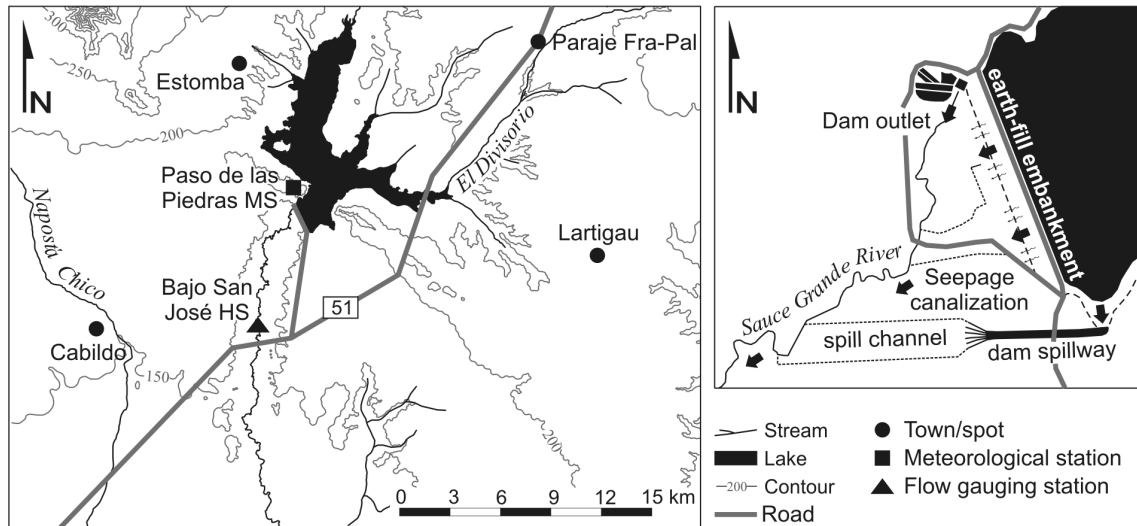 300
250
200
N
Estomba
Paraje Fra-Pal
El Divisorio
Paso de las
Piedras MS
Naposta Chico
Lartigau
Bajo San
José HS
51
Cabildo
150
200
0 3 6 9 12 15 km
N
Dam outlet
earth-fill embankment
Sauce Grande River
Seepage
canalization
spill channel
dam spillway
Stream
Town/spot
Lake
Meteorological station
200
Contour
Flow gauging station
Road